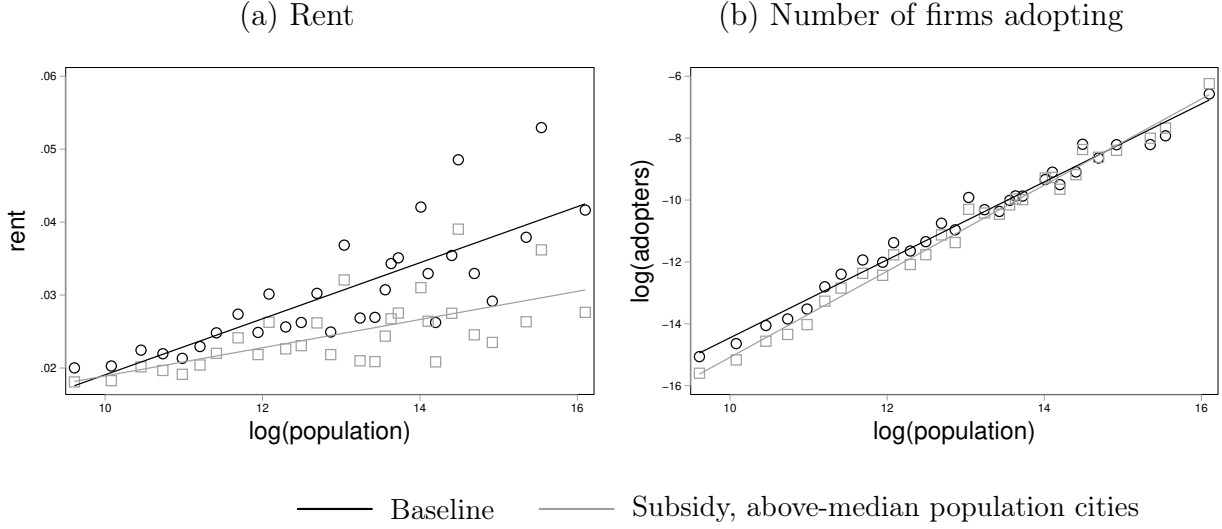 (a) Rent
(b) Number of firms adopting
.06
.05
.04
.03
.02
rent
10
12
14
16
log(population)
−6
−8
−10
−12
−14
−16
log(adopters)
10
12
14
16
log(population)
Baseline
Subsidy, above-median population cities